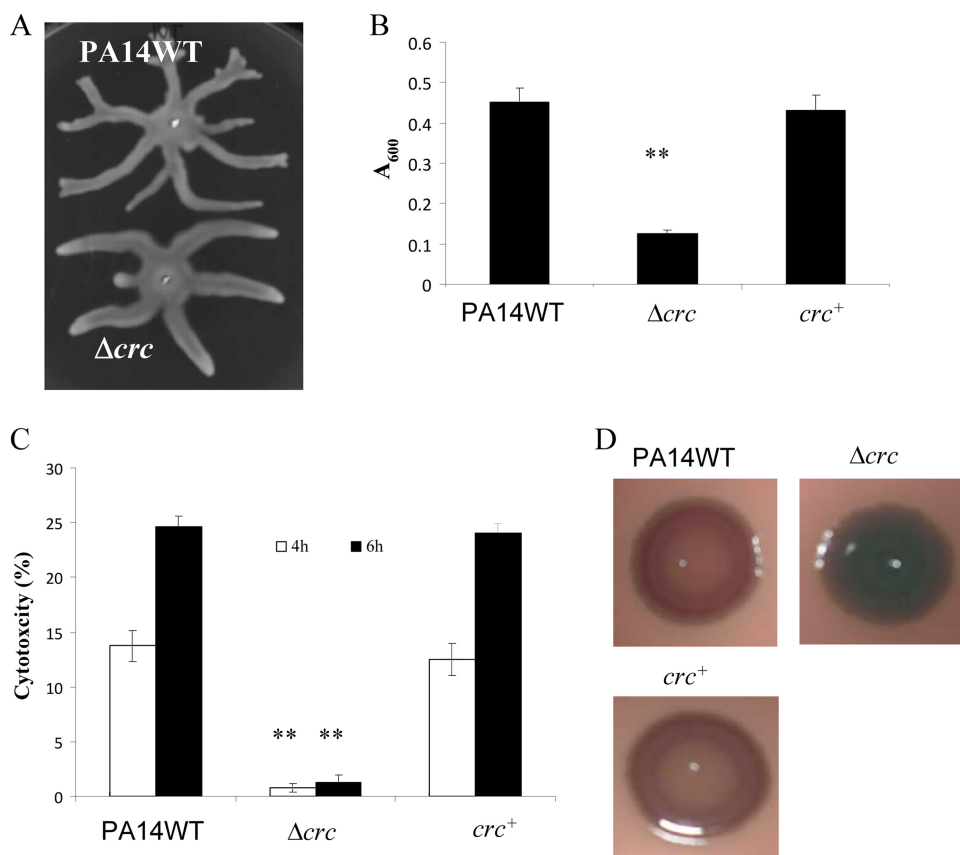 A
PA14WT
Δcrc
B
0.6
0.5
0.4
0.3
0.2
0.1
0
A600
**
PA14WT
Δcrc
crc+
C
30
25
20
15
10
5
0
Cytotoxcity (%)
4h
6h
** **
PA14WT
Δcrc
crc+
D
PA14WT
Δcrc
crc+